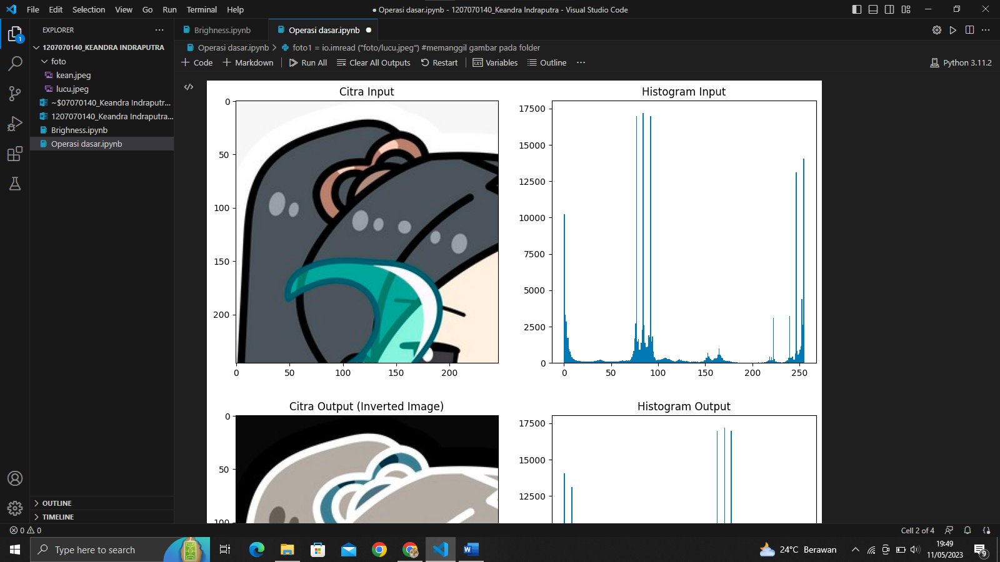 File Edit Selection View Go Run Terminal Help
● Operasi dasar.ipynb - 1207070140_Keandra Indraputra - Visual Studio Code
EXPLORER
Brighness.ipynb
Operasi dasar.ipynb
1207070140_KEANDRA INDRAPUTRA
Operasi dasar.ipynb > foto1 = io.imread ("foto/lucu.jpeg") #memanggil gambar pada folder
foto
kean.jpeg
lucu.jpeg
~$07070140_Keandra Indraputr...
1207070140_Keandra Indraputra...
Brighness.ipynb
Operasi dasar.ipynb
+ Code + Markdown Run All Clear All Outputs Restart Variables Outline ...
Python 3.11.2
Citra Input
0
50
100
150
200
0 50 100 150 200
Histogram Input
17500
15000
12500
10000
7500
5000
2500
0
0 50 100 150 200 250
Citra Output (Inverted Image)
0
50
100
Histogram Output
17500
15000
12500
1
OUTLINE
TIMELINE
0 0
Cell 2 of 4
Type here to search
24°C Berawan
19:49
11/05/2023
9